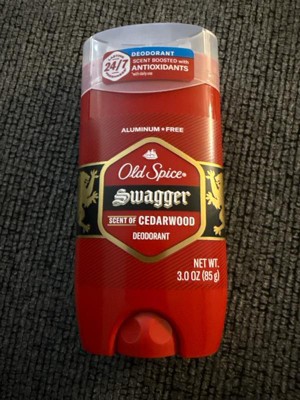 DEODORANT
24/7
SCENT BOOSTED with
ANTIOXIDANTS
ALUMINUM • FREE
Old Spice®
Swagger
SCENT OF CEDARWOOD
DEODORANT
NET WT.
3.0 OZ (85g)